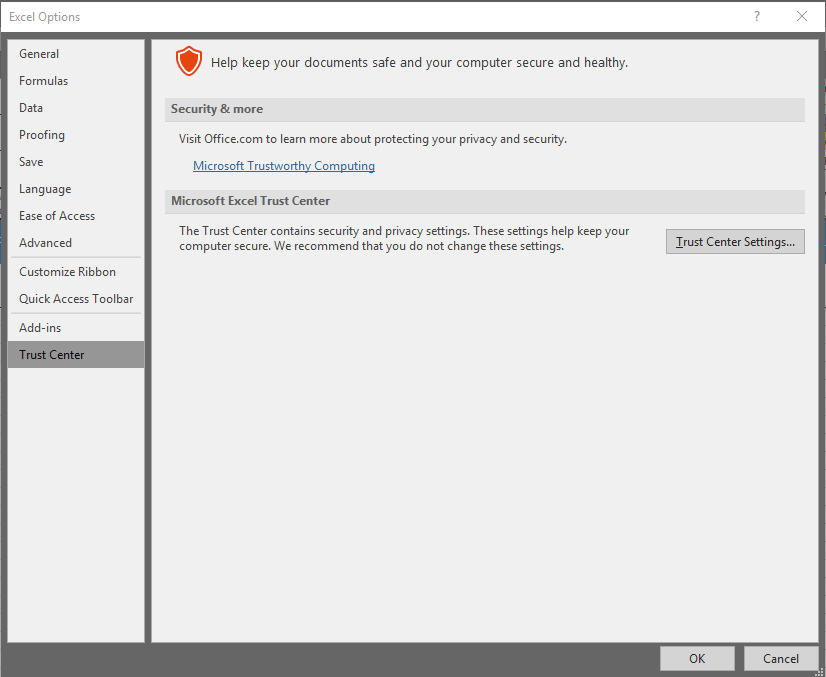 Excel Options
?
General
Formulas
Data
Proofing
Save
Language
Ease of Access
Advanced
Customize Ribbon
Quick Access Toolbar
Add-ins
Trust Center
Help keep your documents safe and your computer secure and healthy.
Security & more
Visit Office.com to learn more about protecting your privacy and security.
Microsoft Trustworthy Computing
Microsoft Excel Trust Center
The Trust Center contains security and privacy settings. These settings help keep your
computer secure. We recommend that you do not change these settings.
Trust Center Settings...
OK
Cancel